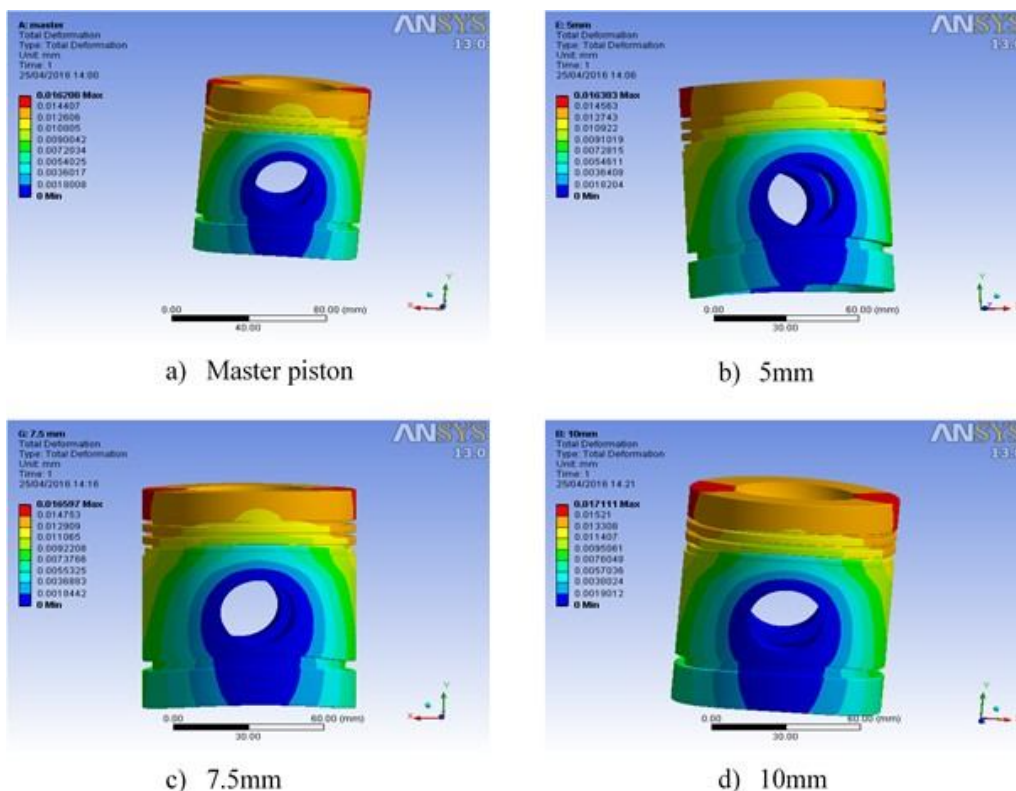 A: master
Total Deformation
Type: Total Deformation
Unit: mm
Time: 1
25/04/2016 14:00
0.016208 Max
0.014407
0.012606
0.010805
0.0090042
0.0072034
0.0054025
0.0036017
0.0018008
0 Min
ANSYS
13.0
Y
X
0.00
60.00 (mm)
40.00
a) Master piston
E: 5mm
Total Deformation
Type: Total Deformation
Unit: mm
Time: 1
25/04/2016 14:06
0.016383 Max
0.014563
0.012743
0.010922
0.0091019
0.0072815
0.0054611
0.0036408
0.0018204
0 Min
ANSYS
Y
0.00
60.00 (mm)
30.00
b) 5mm
G: 7.5 mm
Total Deformation
Type: Total Deformation
Unit: mm
Time: 1
25/04/2016 14:16
0.016597 Max
0.014753
0.012909
0.011065
0.0092208
0.0073766
0.0055325
0.0036883
0.0018442
0 Min
ANSYS
13.0
Y
X
0.00
60.00 (mm)
30.00
c) 7.5mm
Total Deformation
Type: Total Deformation
Unit: mm
Time: 1
25/04/2016 14:21
0.017111 Max
0.01521
0.013308
0.011407
0.0095061
0.0076049
0.0057036
0.0038024
0.0019012
0 Min
ANSYS
13.0
Y
0.00
60.00 (mm)
30.00
d) 10mm